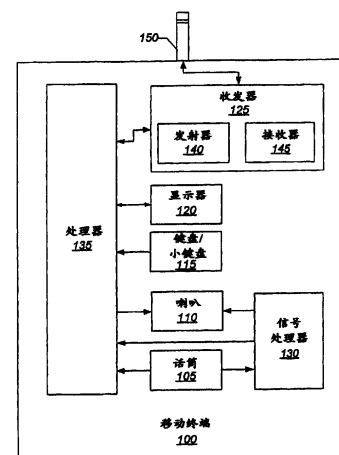 150
收发器
125
发射器
140
接收器
145
处理器
135
显示器
120
键盘/
小键盘
115
喇叭
110
信号
处理器
130
话筒
105
移动终端
100